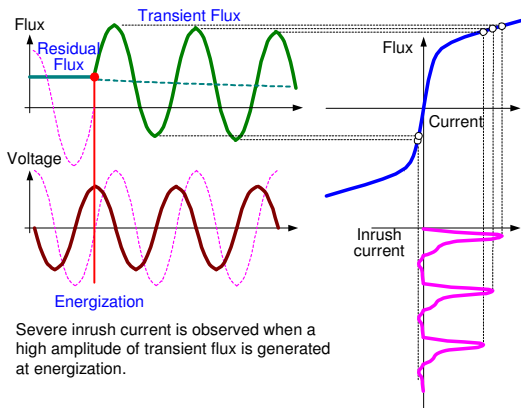 Flux
Transient Flux
Residual
Flux
Flux
Current
Voltage
Inrush
current
Energization
Severe inrush current is observed when a
high amplitude of transient flux is generated
at energization.